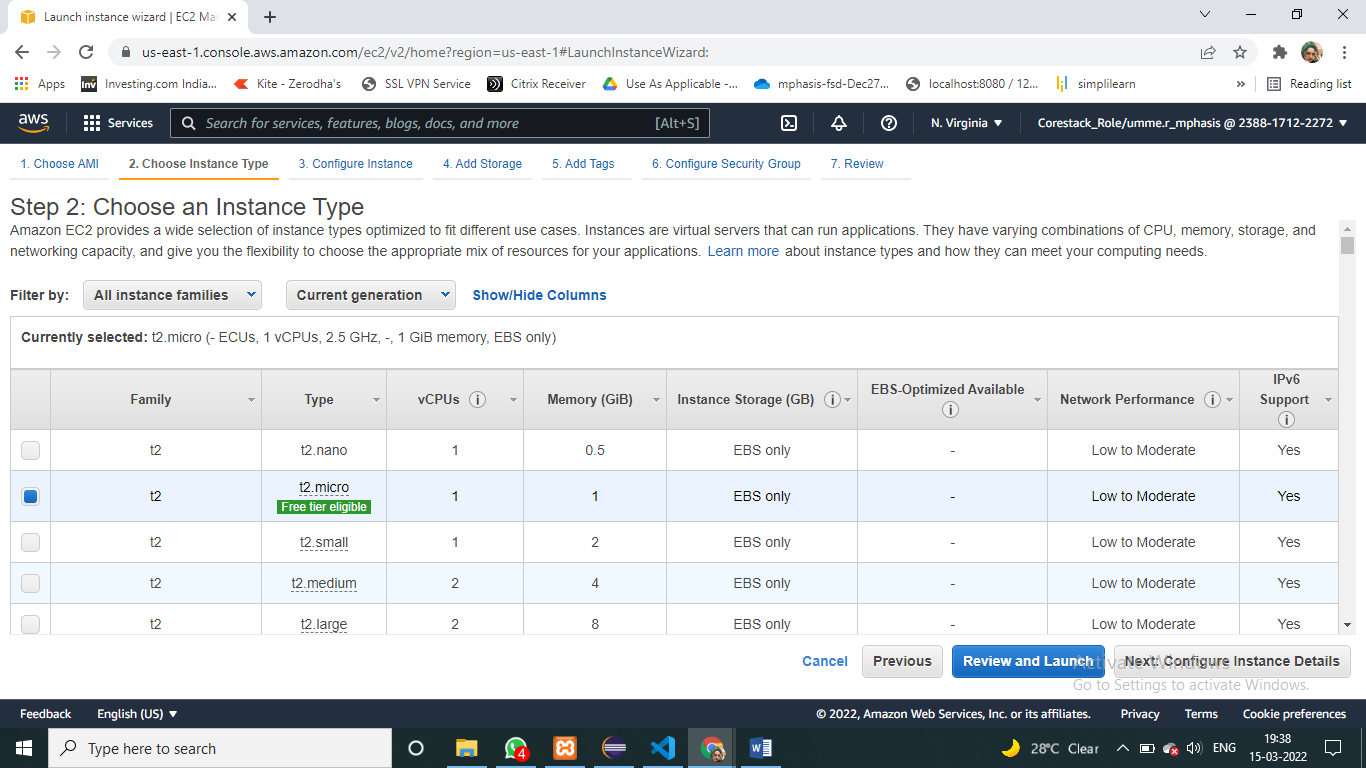 Launch instance wizard | EC2 Ma
us-east-1.console.aws.amazon.com/ec2/v2/home?region=us-east-1#LaunchInstanceWizard:
Apps inv Investing.com India... Kite - Zerodha's SSL VPN Service Citrix Receiver Use As Applicable -... mphasis-fsd-Dec27... localhost:8080 / 12... simplilearn » Reading list
aws Services Search for services, features, blogs, docs, and more [Alt+S] N. Virginia Corestack_Role/umme.r_mphasis @ 2388-1712-2272
1. Choose AMI 2. Choose Instance Type 3. Configure Instance 4. Add Storage 5. Add Tags 6. Configure Security Group 7. Review
Step 2: Choose an Instance Type
Amazon EC2 provides a wide selection of instance types optimized to fit different use cases. Instances are virtual servers that can run applications. They have varying combinations of CPU, memory, storage, and
networking capacity, and give you the flexibility to choose the appropriate mix of resources for your applications. Learn more about instance types and how they can meet your computing needs.
Filter by: All instance families Current generation Show/Hide Columns
Currently selected: t2.micro (- ECUs, 1 vCPUs, 2.5 GHz, -, 1 GiB memory, EBS only)
Family Type vCPUs Memory (GiB) Instance Storage (GB) EBS-Optimized Available Network Performance IPv6 Support
t2 t2.nano 1 0.5 EBS only - Low to Moderate Yes
t2 t2.micro 1 1 EBS only - Low to Moderate Yes
Free tier eligible
t2 t2.small 1 2 EBS only - Low to Moderate Yes
t2 t2.medium 2 4 EBS only - Low to Moderate Yes
t2 t2.large 2 8 EBS only - Low to Moderate Yes
Cancel Previous Review and Launch Next: Configure Instance Details
Activate Windows
Go to Settings to activate Windows.
Feedback English (US) © 2022, Amazon Web Services, Inc. or its affiliates. Privacy Terms Cookie preferences
Type here to search 4 28°C Clear ENG 19:38
15-03-2022